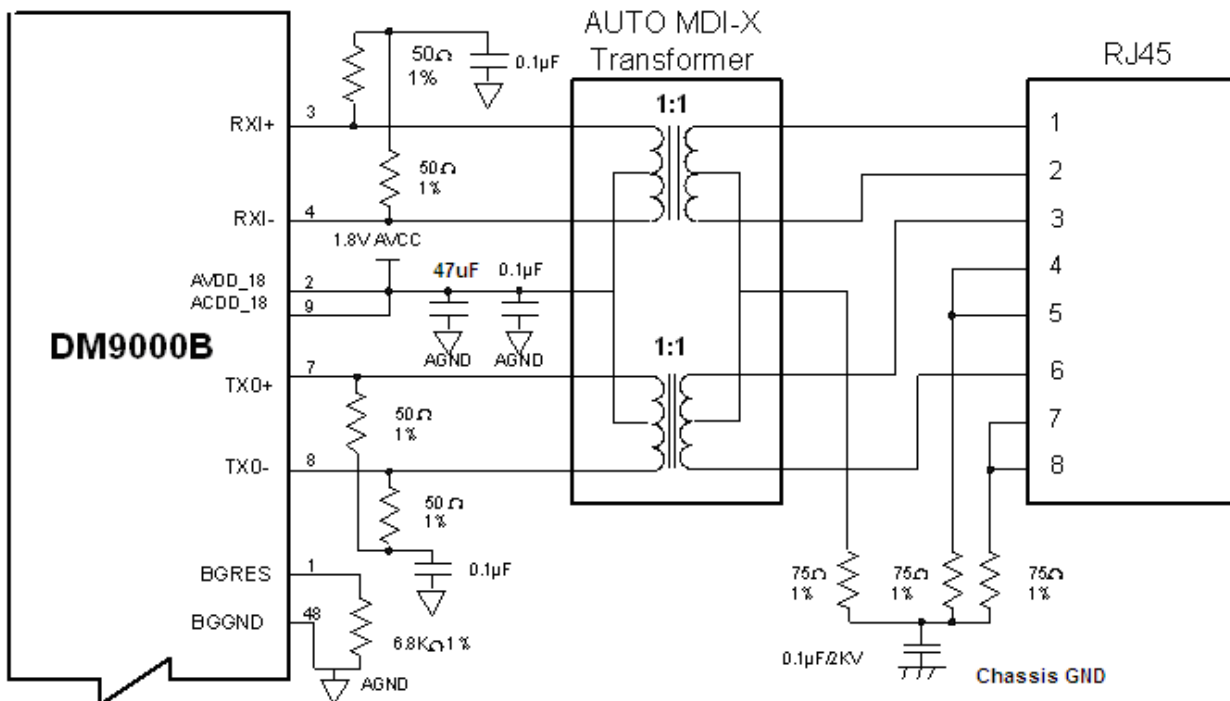 AUTO MDI-X
Transformer
RJ45
50Ω
1%
0.1µF
1:1
3
RXI+
1
50Ω
1%
2
RXI-
4
3
1.8V AVCC
4
AVDD_18
2
47uF
0.1µF
ACDD_18
9
5
DM9000B
AGND
AGND
1:1
TX0+
7
6
50Ω
1%
7
TX0-
8
8
50Ω
1%
BGRES
1
0.1µF
75Ω
1%
75Ω
1%
75Ω
1%
BGGND
48
6.8KΩ1%
0.1µF/2KV
AGND
Chassis GND